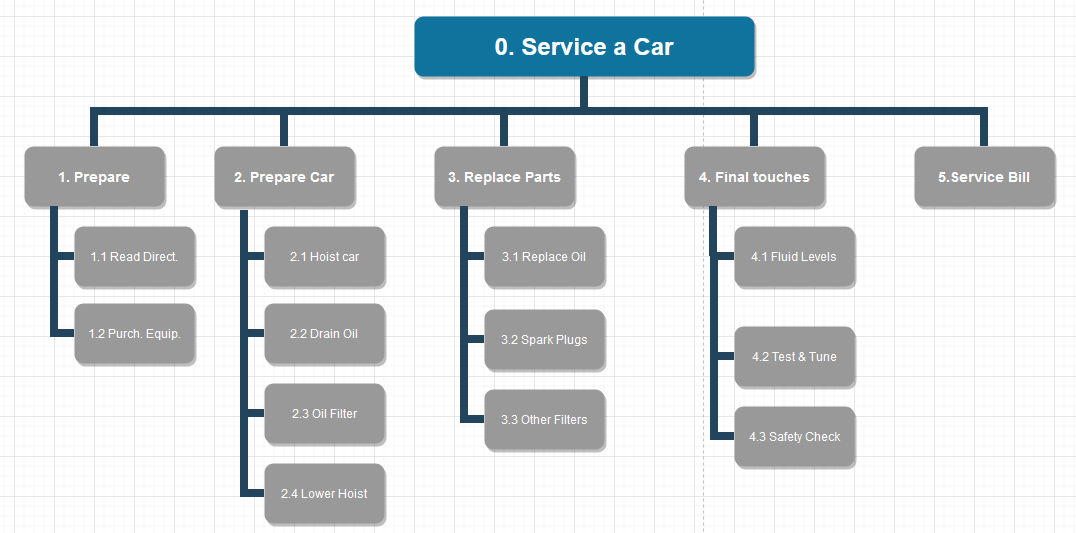 0. Service a Car
1. Prepare
2. Prepare Car
3. Replace Parts
4. Final touches
5.Service Bill
1.1 Read Direct.
1.2 Purch. Equip.
2.1 Hoist car
2.2 Drain Oil
2.3 Oil Filter
2.4 Lower Hoist
3.1 Replace Oil
3.2 Spark Plugs
3.3 Other Filters
4.1 Fluid Levels
4.2 Test & Tune
4.3 Safety Check